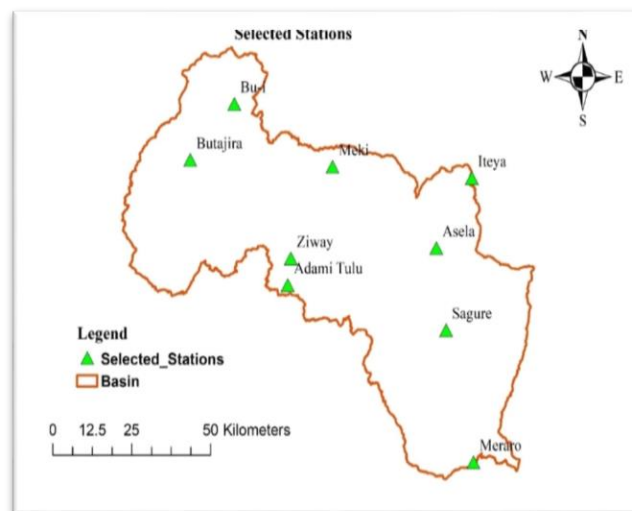 Selected Stations
N
W E
S
Bu-i
Butajira
Meki
Iteya
Asela
Ziway
Adami Tulu
Sagure
Legend
Selected_Stations
Basin
0 12.5 25 50 Kilometers
Meraro